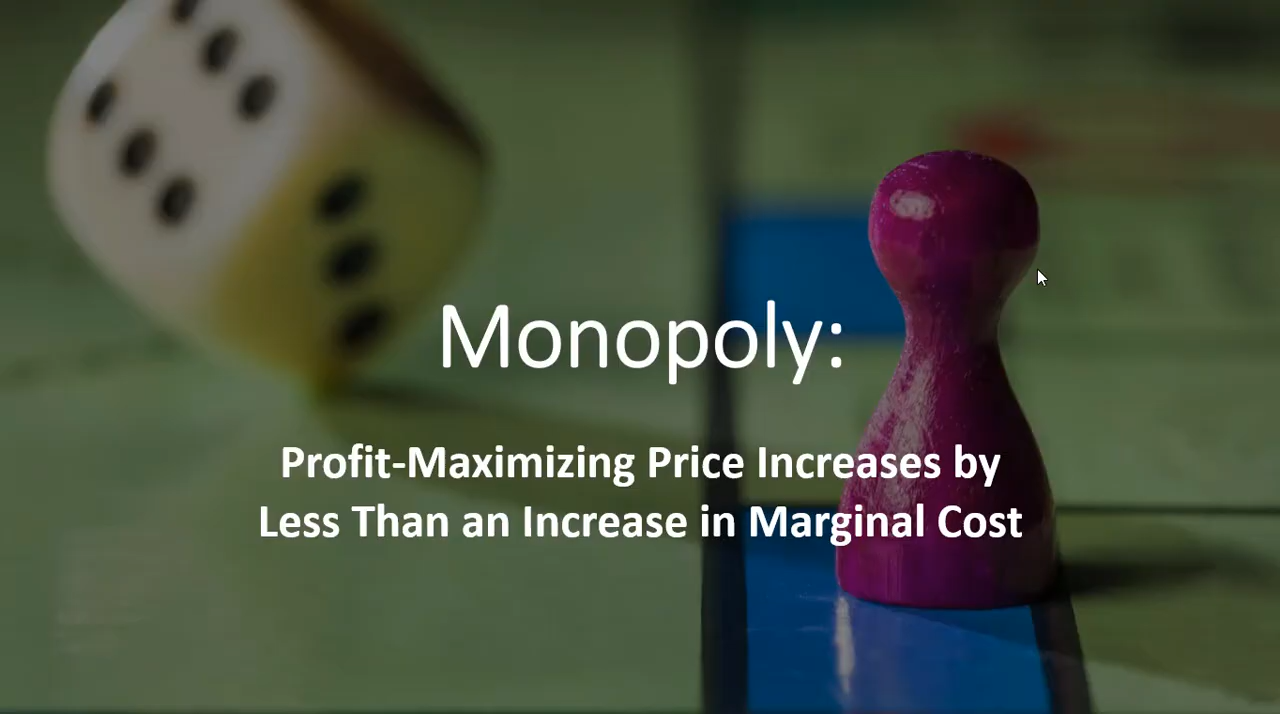 Monopoly:
Profit-Maximizing Price Increases by
Less Than an Increase in Marginal Cost